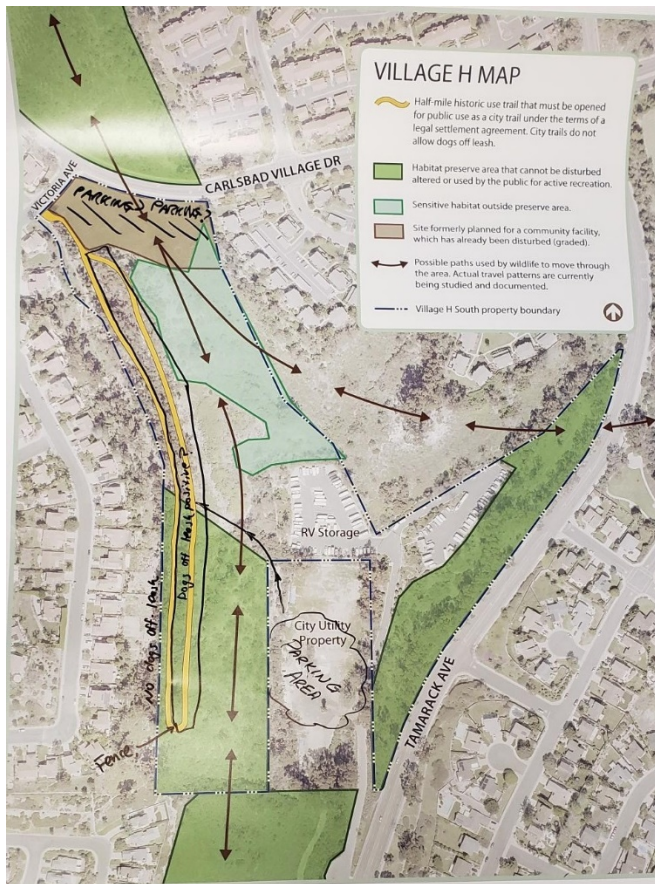 VILLAGE H MAP
Half-mile historic use trail that must be opened
for public use as a city trail under the terms of a
legal settlement agreement. City trails do not
allow dogs off leash.
Habitat preserve area that cannot be disturbed
altered or used by the public for active recreation.
Sensitive habitat outside preserve area.
Site formerly planned for a community facility,
which has already been disturbed (graded).
Possible paths used by wildlife to move through
the area. Actual travel patterns are currently
being studied and documented.
Village H South property boundary
VICTORIA AVE
CARLSBAD VILLAGE DR
PARKING? PARKING?
RV Storage
No dogs off leash
Dogs off leash positive?
City Utility
Property
PARKING
AREA
TAMARACK AVE
Fence